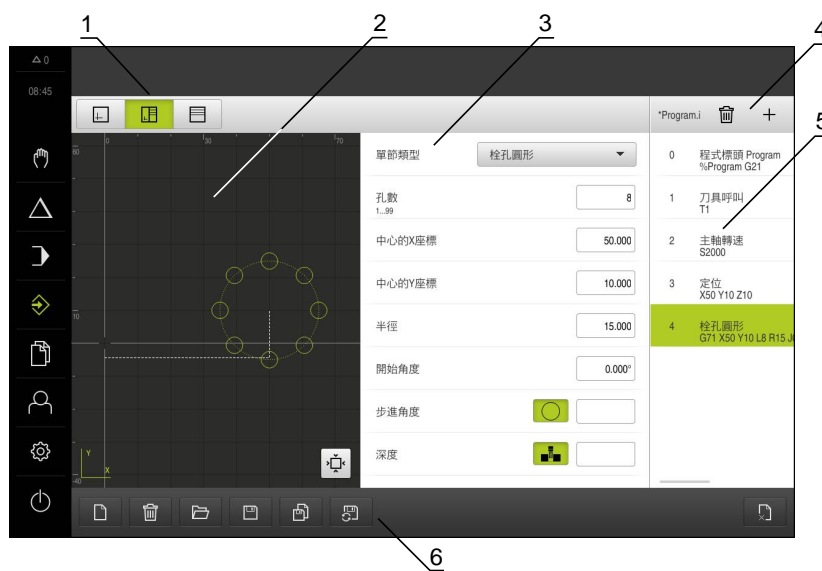 1
2
3
4
△ 0
08:45
*Program.i
0
30
70
60
單節類型
栓孔圓形
0 程式標頭 Program
%Program G21
5
孔數
8
1...99
1 刀具呼叫
T1
中心的X座標
50.000
2 主軸轉速
S2000
中心的Y座標
10.000
3 定位
X50 Y10 Z10
10
半徑
15.000
4 栓孔圓形
G71 X50 Y10 L8 R15
開始角度
0.000°
步進角度
深度
Y
X
-40
6